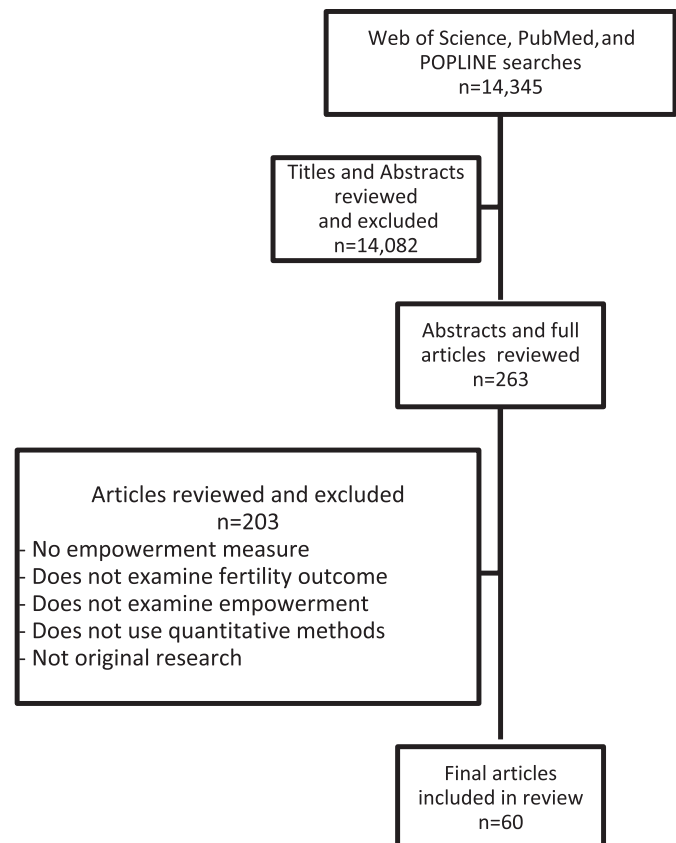 Web of Science, PubMed, and
POPLINE searches
n=14,345
Titles and Abstracts
reviewed
and excluded
n=14,082
Abstracts and full
articles reviewed
n=263
Articles reviewed and excluded
n=203
- No empowerment measure
- Does not examine fertility outcome
- Does not examine empowerment
- Does not use quantitative methods
- Not original research
Final articles
included in review
n=60